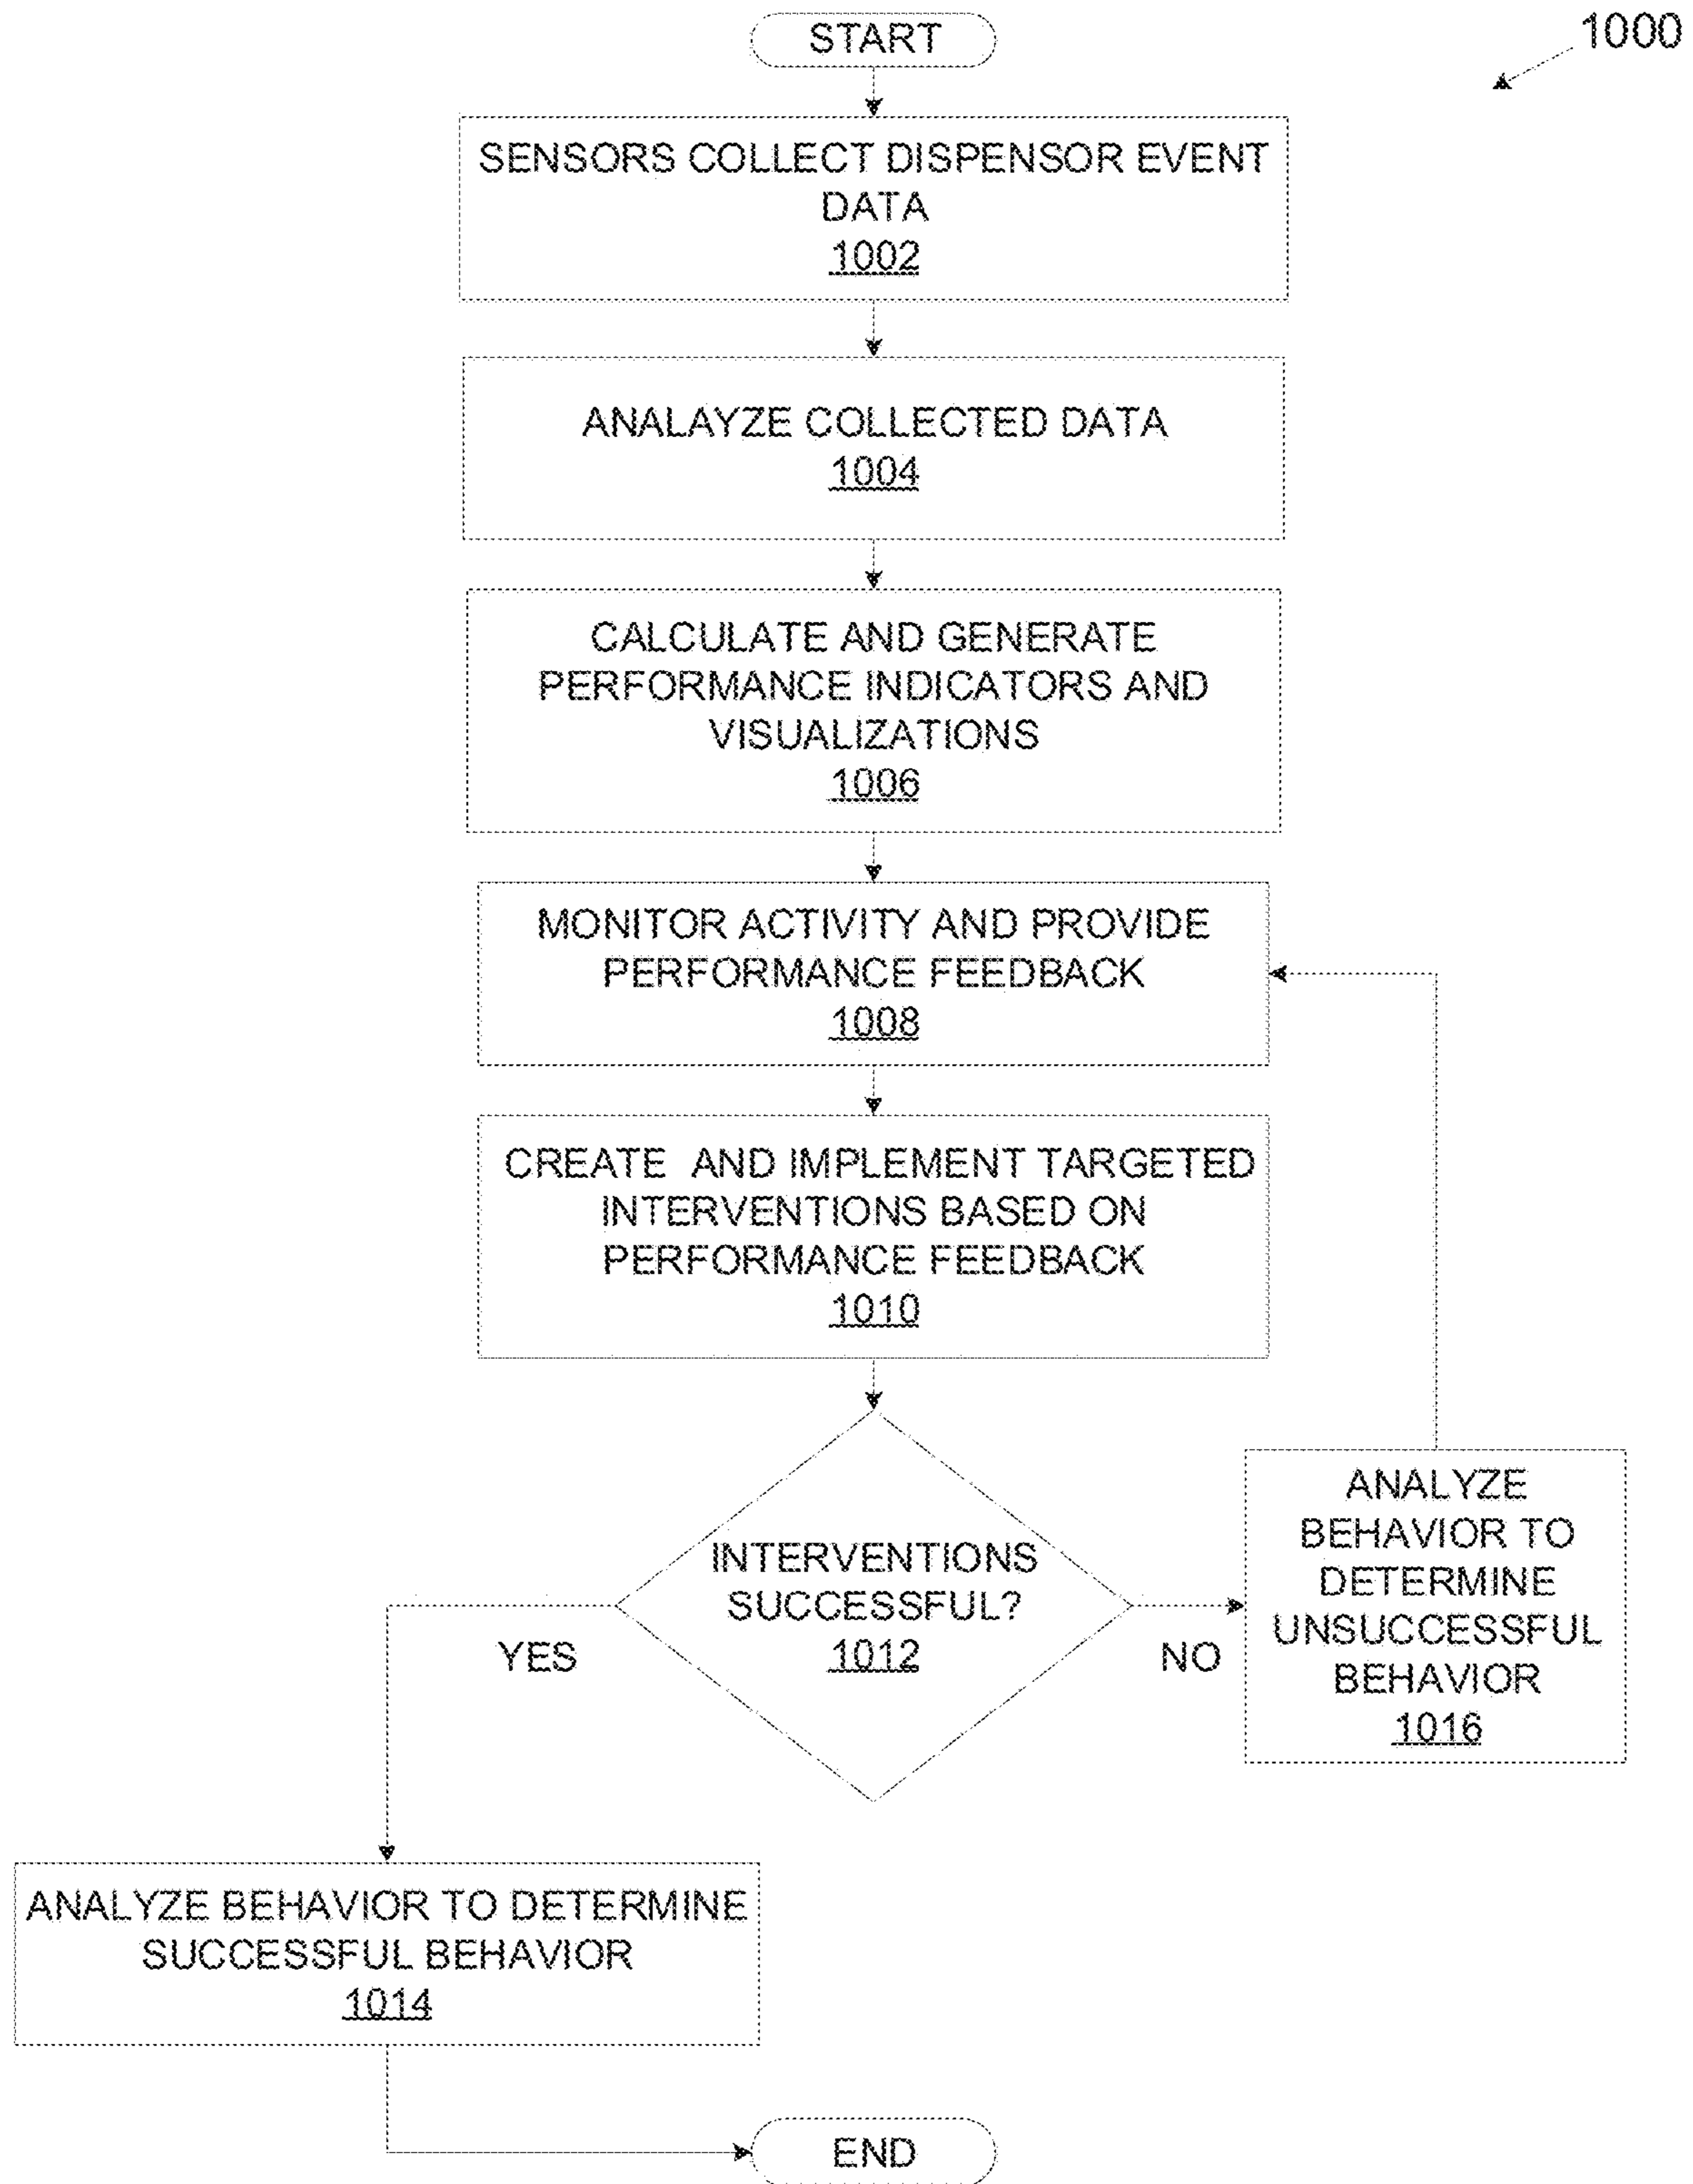 START
1000
SENSORS COLLECT DISPENSOR EVENT
DATA
1002
ANALAYZE COLLECTED DATA
1004
CALCULATE AND GENERATE
PERFORMANCE INDICATORS AND
VISUALIZATIONS
1006
MONITOR ACTIVITY AND PROVIDE
PERFORMANCE FEEDBACK
1008
CREATE AND IMPLEMENT TARGETED
INTERVENTIONS BASED ON
PERFORMANCE FEEDBACK
1010
INTERVENTIONS
SUCCESSFUL?
1012
YES
NO
ANALYZE
BEHAVIOR TO
DETERMINE
UNSUCCESSFUL
BEHAVIOR
1016
ANALYZE BEHAVIOR TO DETERMINE
SUCCESSFUL BEHAVIOR
1014
END